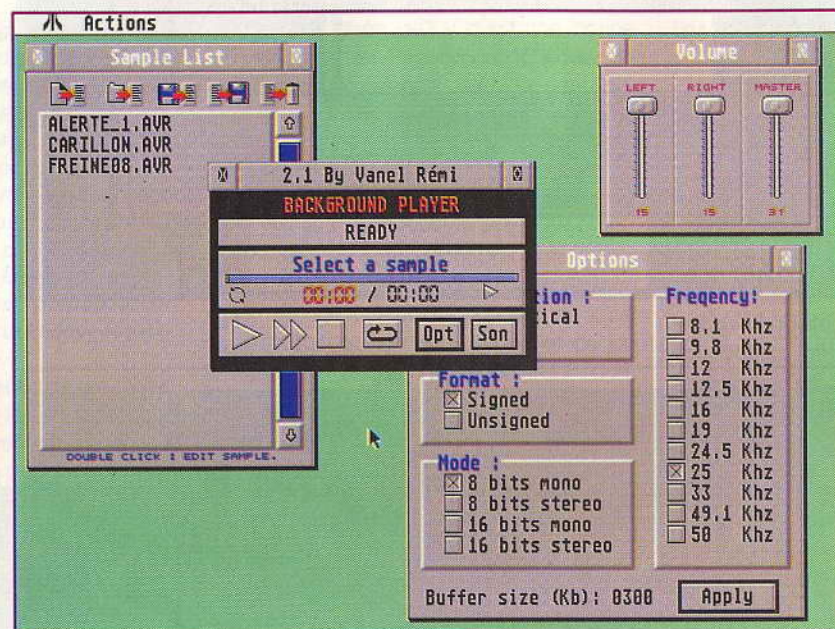 Actions
Sample List
ALERTE_1.AVR
CARILLON.AVR
FREINE08.AVR
DOUBLE CLICK : EDIT SAMPLE.
2.1 By Vanel Rémi
BACKGROUND PLAYER
READY
Select a sample
00:00 / 00:00
Opt
Son
Volume
LEFT
RIGHT
MASTER
15
15
31
Options
tion :
ical
Format :
Signed
Unsigned
Mode :
8 bits mono
8 bits stereo
16 bits mono
16 bits stereo
Freqency:
8.1 Khz
9.8 Khz
12 Khz
12.5 Khz
16 Khz
19 Khz
24.5 Khz
25 Khz
33 Khz
49.1 Khz
50 Khz
Buffer size (Kb): 0300
Apply